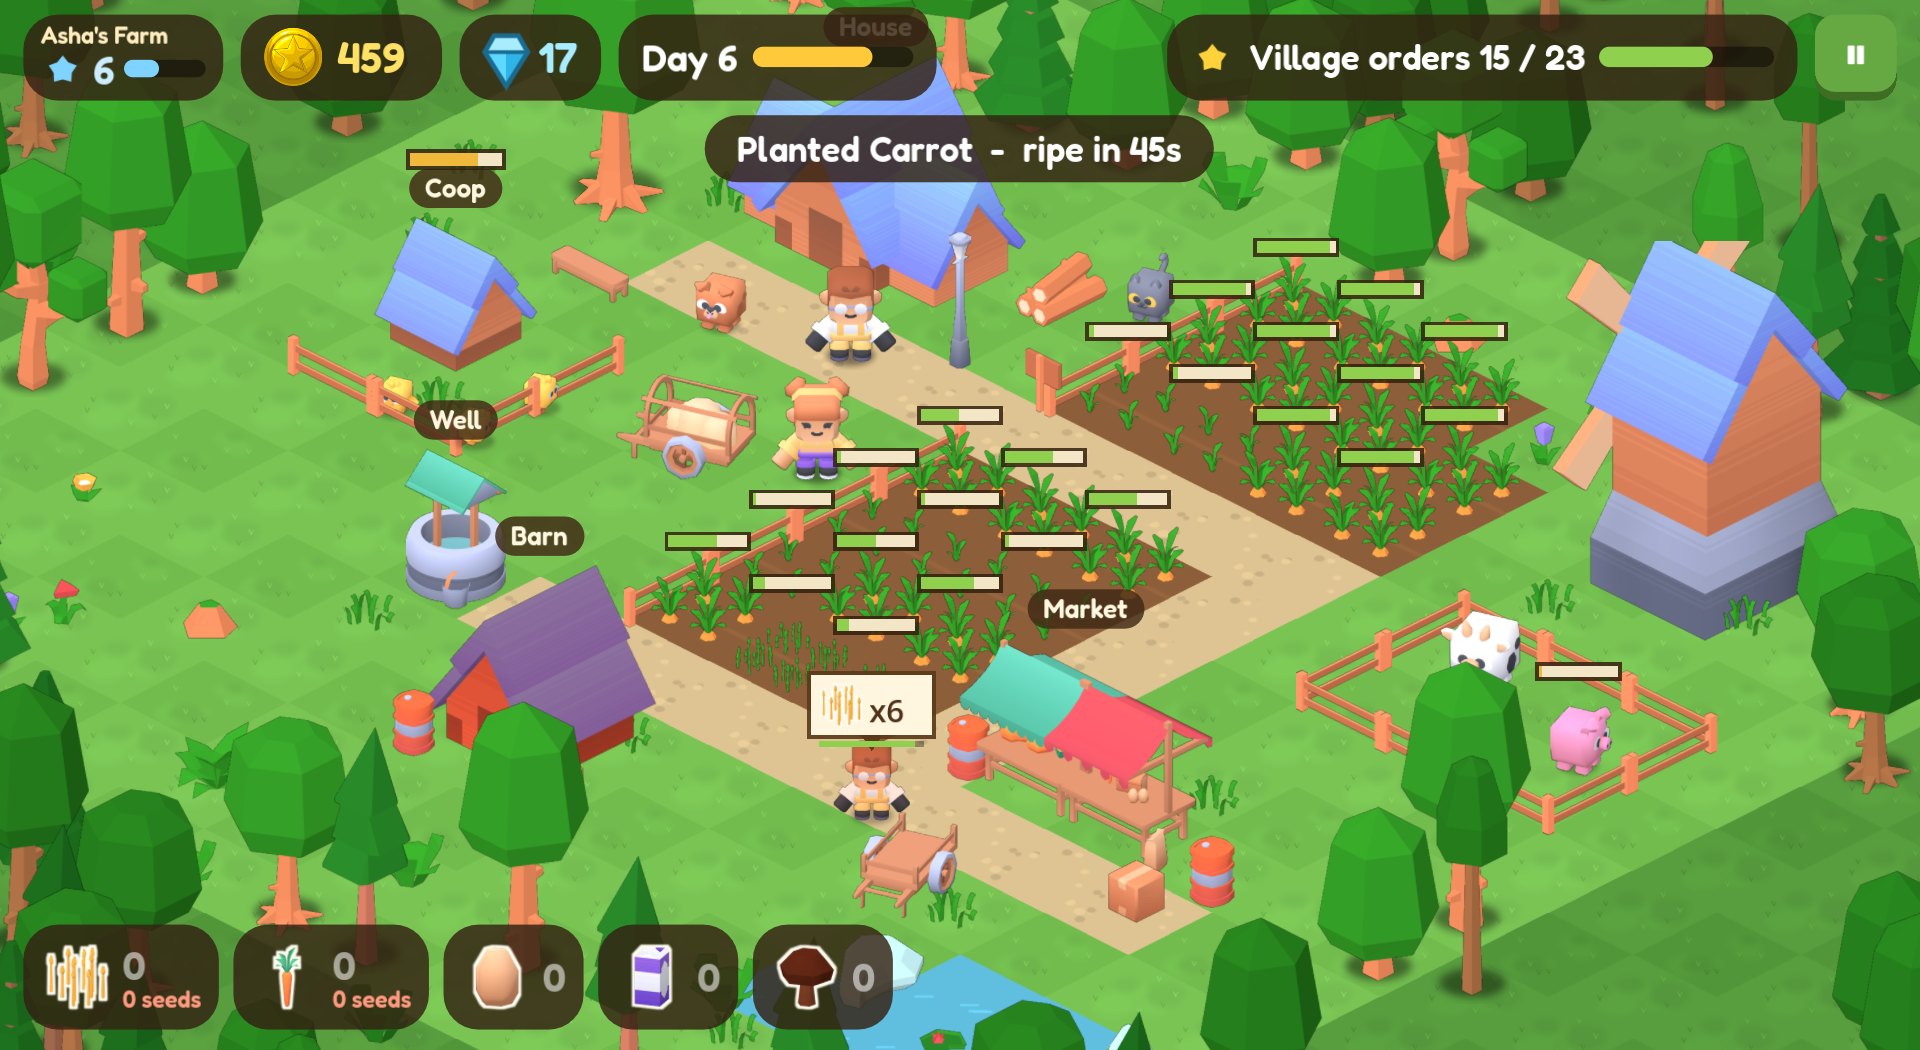 Asha's Farm
6
459
17
Day 6
House
Village orders 15 / 23
Planted Carrot - ripe in 45s
Coop
Well
Barn
Market
x6
0
0 seeds
0
0 seeds
0
0
0